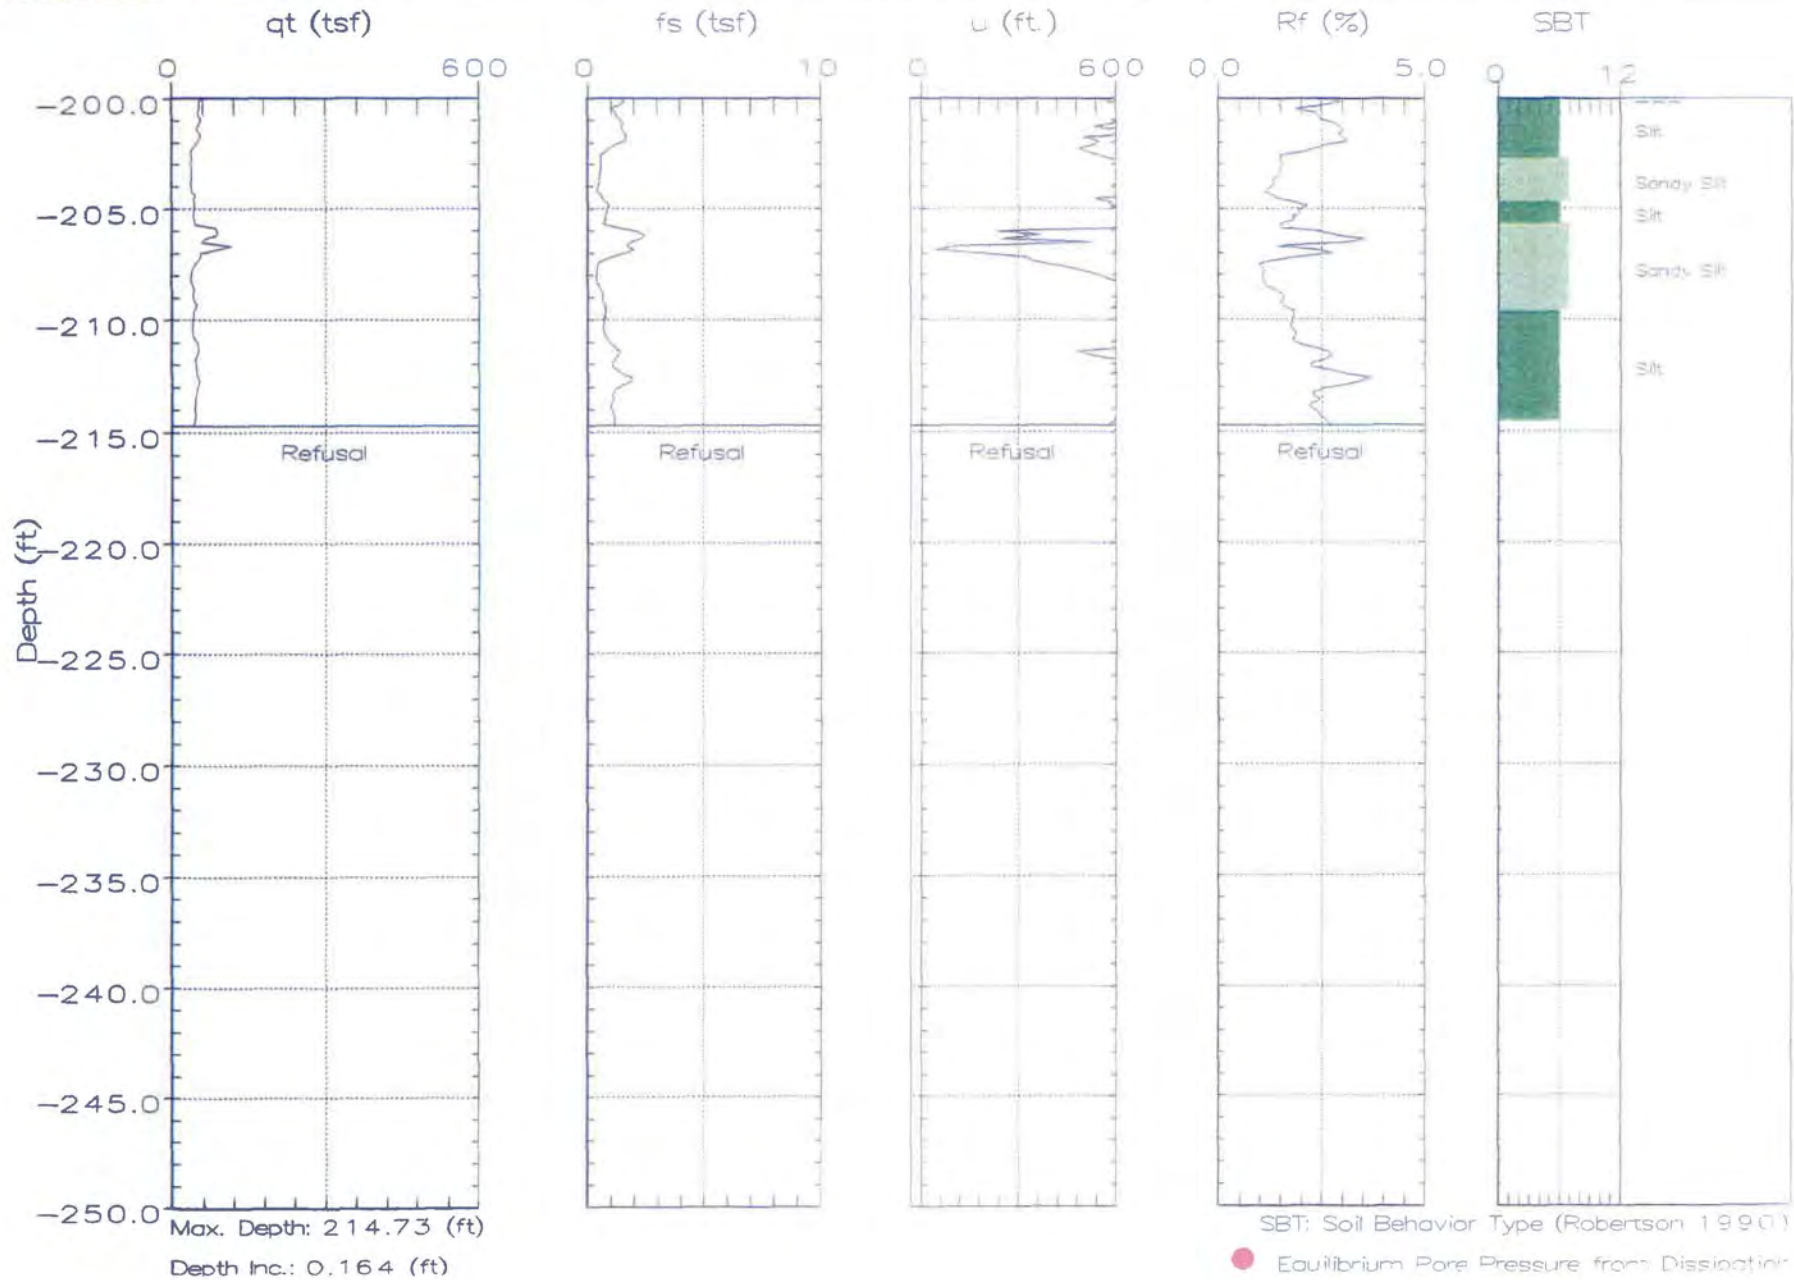 qt (tsf) fs (tsf) u (ft.) Rf (%) SBT
0 600 0 10 0 600 0.0 5.0 0 12
-200.0
Silt
Sandy Silt
-205.0
Silt
Sandy Silt
-210.0
Silt
-215.0
Refusal Refusal Refusal Refusal
-220.0
Depth (ft)
-225.0
-230.0
-235.0
-240.0
-245.0
-250.0
Max. Depth: 214.73 (ft)
SBT: Soil Behavior Type (Robertson 1990)
Depth Inc.: 0.164 (ft)
Equilibrium Pore Pressure from Dissipation